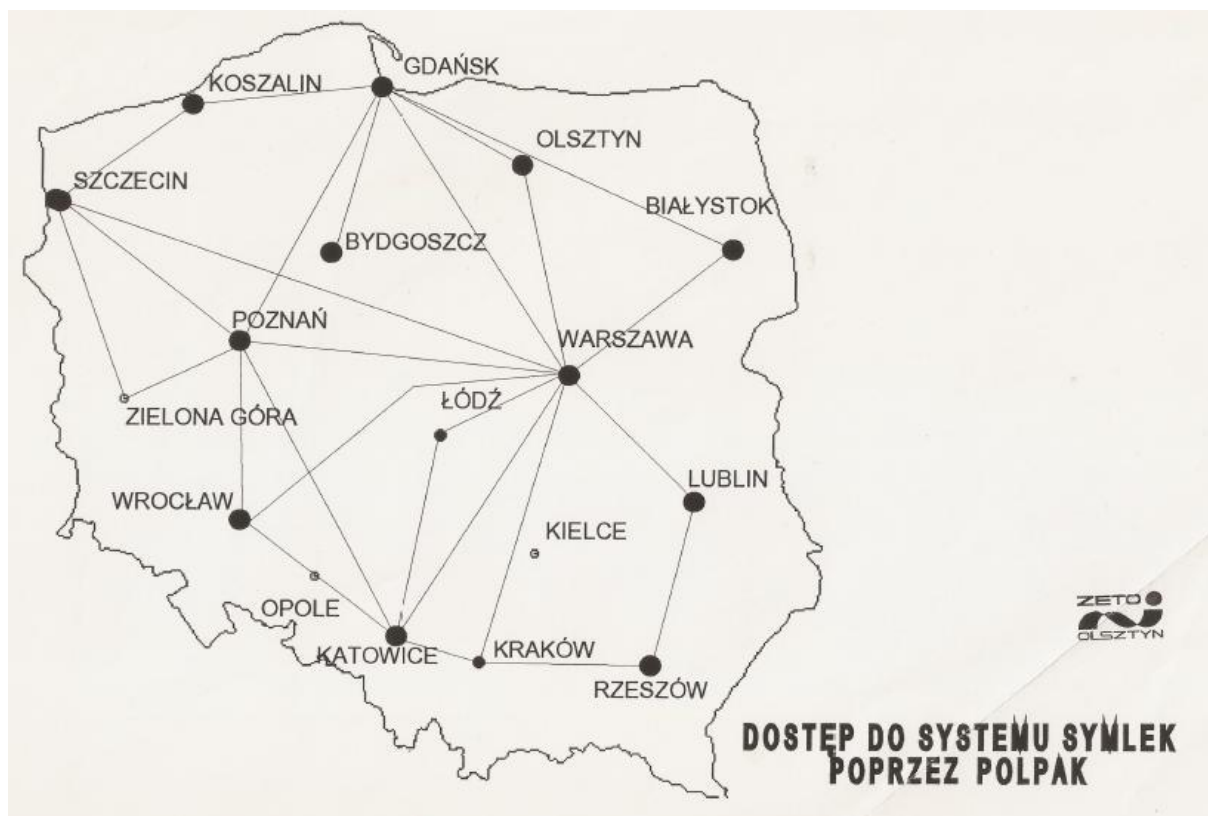 GDAŃSK
KOSZALIN
OLSZTYN
SZCZECIN
BIAŁYSTOK
BYDGOSZCZ
POZNAŃ
WARSZAWA
ŁÓDŹ
ZIELONA GÓRA
LUBLIN
WROCŁAW
KIELCE
OPOLE
KATOWICE
KRAKÓW
RZESZÓW
ZETO
OLSZTYN
DOSTĘP DO SYSTEMU SYMLEK
POPRZEZ POLPAK